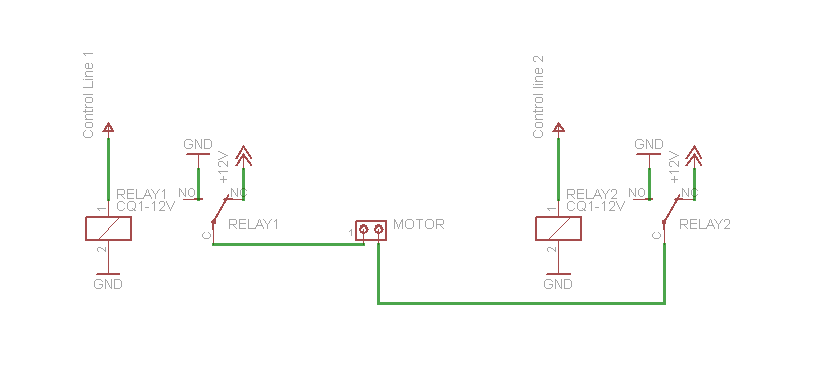 Control Line 1
1
RELAY1
CQ1-12V
2
GND
GND
+12V
NO
NC
C
RELAY1
1
MOTOR
Control line 2
1
RELAY2
CQ1-12V
2
GND
GND
+12V
NO
NC
C
RELAY2